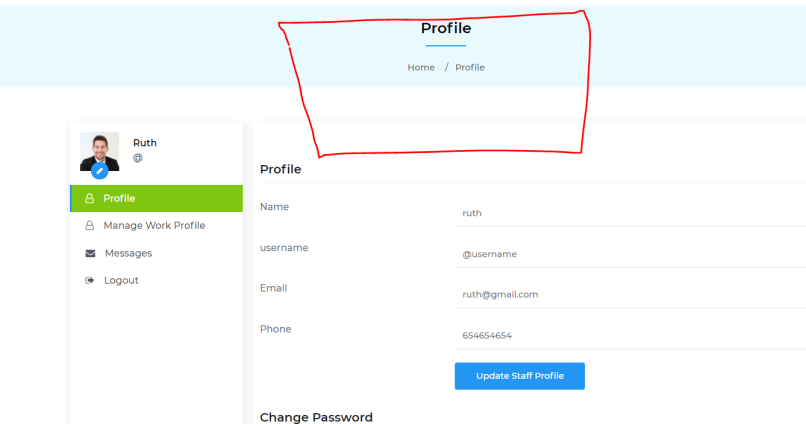 Profile
Home / Profile
Ruth
@
Profile
Manage Work Profile
Messages
Logout
Profile
Name
ruth
username
@username
Email
ruth@gmail.com
Phone
654654654
Update Staff Profile
Change Password